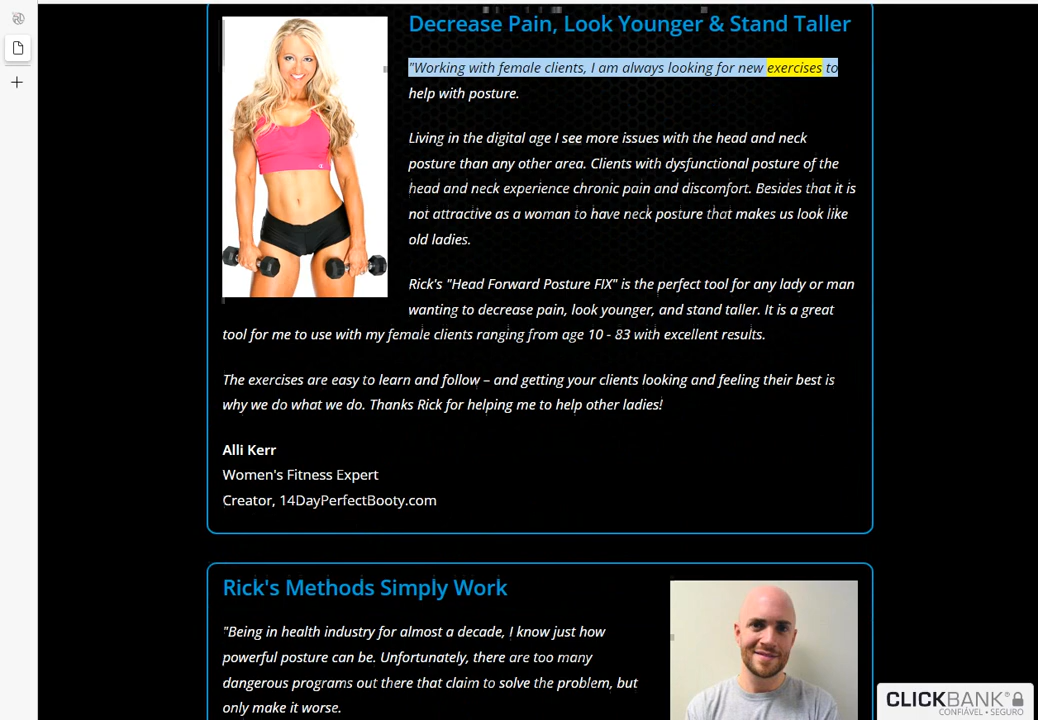 Decrease Pain, Look Younger & Stand Taller
"Working with female clients, I am always looking for new exercises to
help with posture.
Living in the digital age I see more issues with the head and neck
posture than any other area. Clients with dysfunctional posture of the
head and neck experience chronic pain and discomfort. Besides that it is
not attractive as a woman to have neck posture that makes us look like
old ladies.
Rick's "Head Forward Posture FIX" is the perfect tool for any lady or man
wanting to decrease pain, look younger, and stand taller. It is a great
tool for me to use with my female clients ranging from age 10 - 83 with excellent results.
The exercises are easy to learn and follow – and getting your clients looking and feeling their best is
why we do what we do. Thanks Rick for helping me to help other ladies!
Alli Kerr
Women's Fitness Expert
Creator, 14DayPerfectBooty.com
Rick's Methods Simply Work
"Being in health industry for almost a decade, I know just how
powerful posture can be. Unfortunately, there are too many
dangerous programs out there that claim to solve the problem, but
only make it worse.
CLICKBANK®
CONFIÁVEL • SEGURO